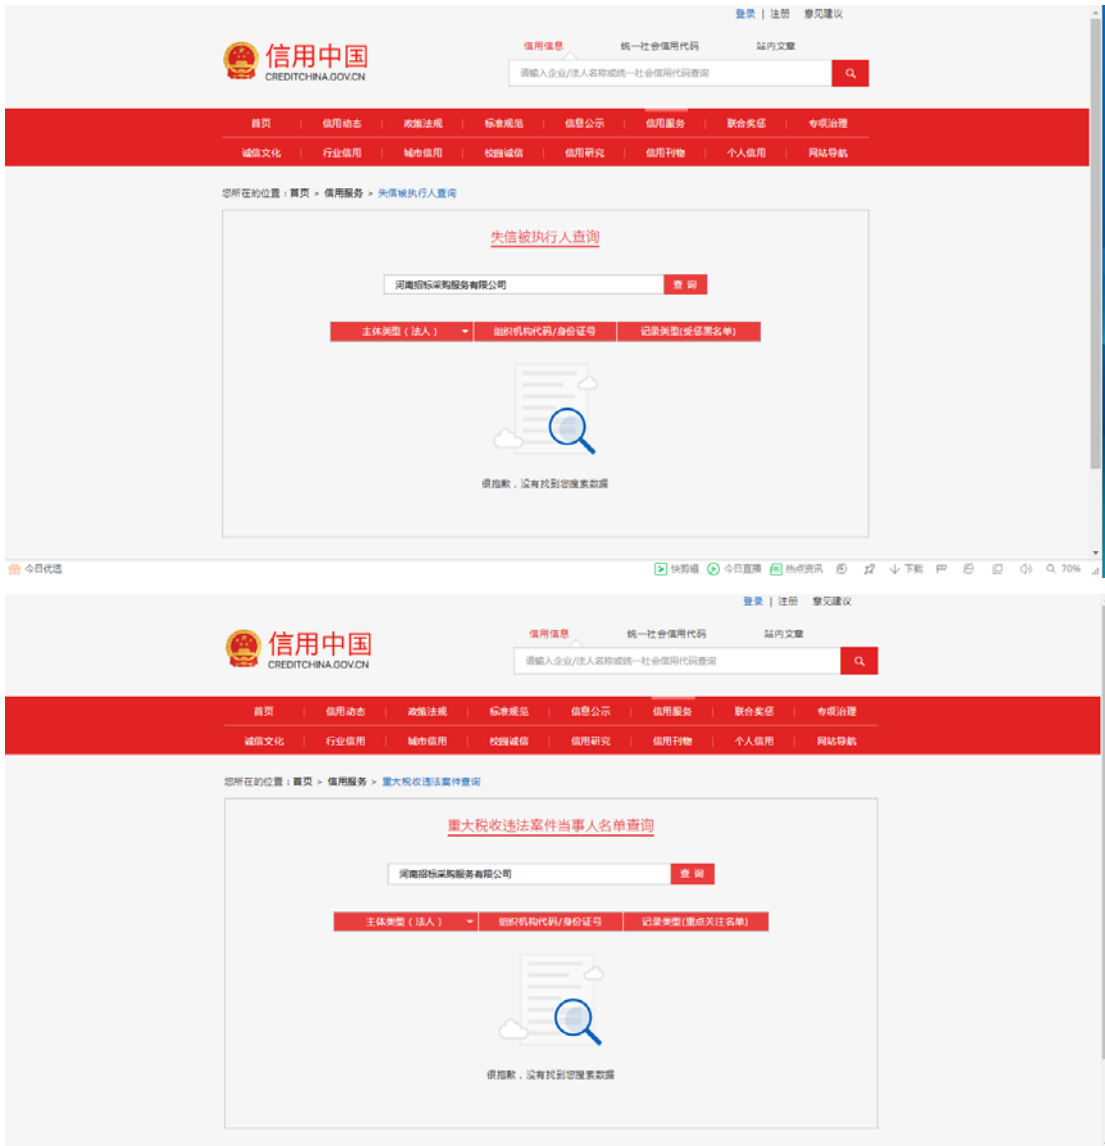 登录 | 注册 意见建议
信用中国
CREDITCHINA.GOV.CN
信用信息 统一社会信用代码 站内文章
请输入企业/法人名称或统一社会信用代码查询
首页 | 信用动态 | 政策法规 | 标准规范 | 信息公示 | 信用服务 | 联合奖惩 | 专项治理
诚信文化 | 行业信用 | 城市信用 | 校园诚信 | 信用研究 | 信用刊物 | 个人信用 | 网站导航
您所在的位置：首页 > 信用服务 > 失信被执行人查询
失信被执行人查询
河南招标采购服务有限公司 查 询
主体类型（法人） 组织机构代码/身份证号 记录类型(受惩黑名单)
很抱歉，没有找到您搜索数据
今日优选 快剪辑 今日直播 热点资讯 下载 70%
登录 | 注册 意见建议
信用中国
CREDITCHINA.GOV.CN
信用信息 统一社会信用代码 站内文章
请输入企业/法人名称或统一社会信用代码查询
首页 | 信用动态 | 政策法规 | 标准规范 | 信息公示 | 信用服务 | 联合奖惩 | 专项治理
诚信文化 | 行业信用 | 城市信用 | 校园诚信 | 信用研究 | 信用刊物 | 个人信用 | 网站导航
您所在的位置：首页 > 信用服务 > 重大税收违法案件查询
重大税收违法案件当事人名单查询
河南招标采购服务有限公司 查 询
主体类型（法人） 组织机构代码/身份证号 记录类型(重点关注名单)
很抱歉，没有找到您搜索数据